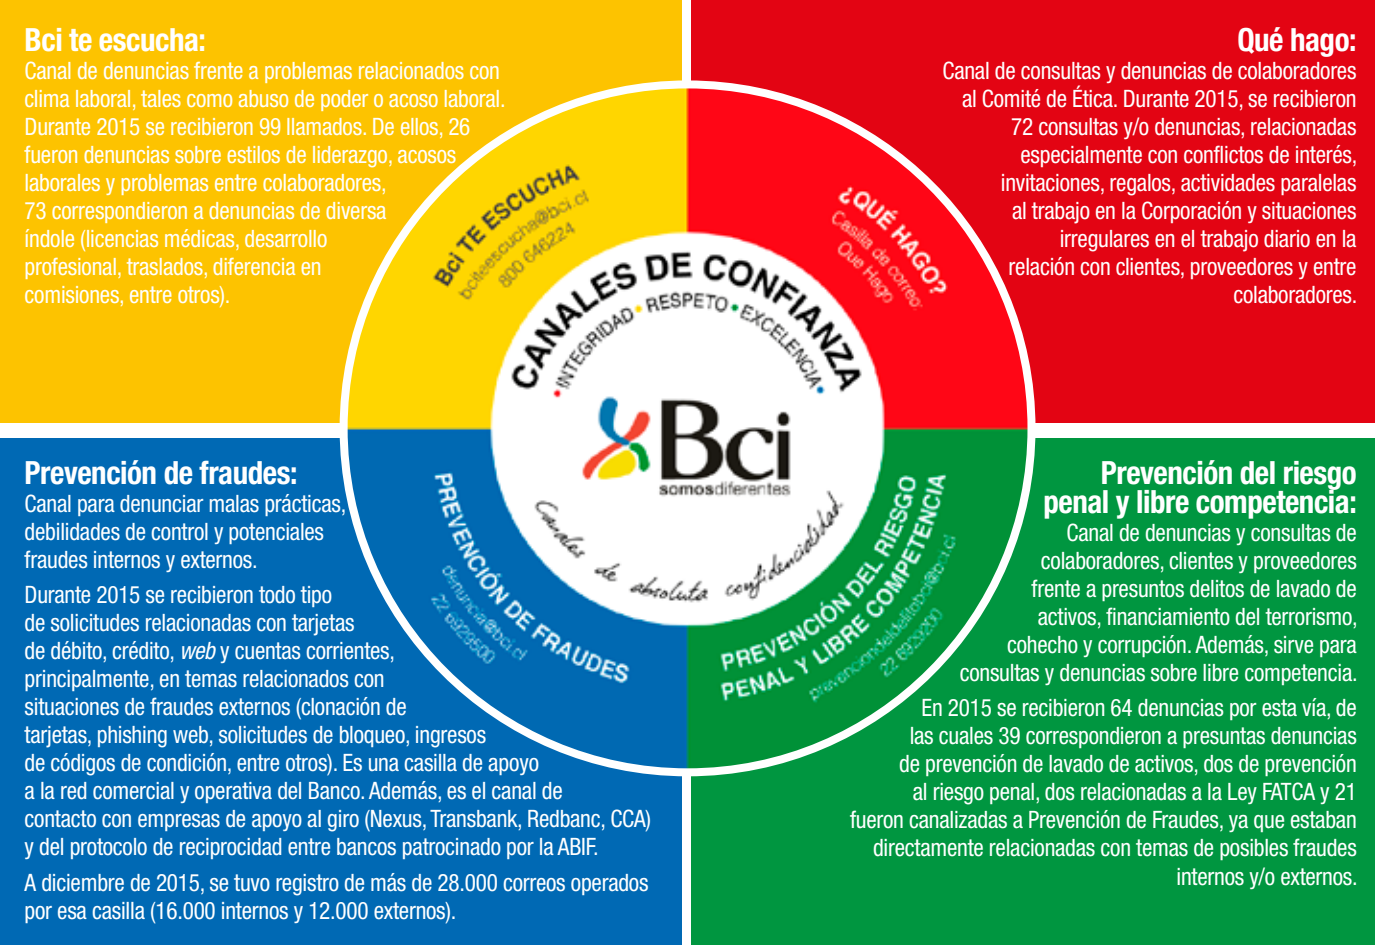 Bci te escucha:
Canal de denuncias frente a problemas relacionados con
clima laboral, tales como abuso de poder o acoso laboral.
Durante 2015 se recibieron 99 llamados. De ellos, 26
fueron denuncias sobre estilos de liderazgo, acosos
laborales y problemas entre colaboradores,
73 correspondieron a denuncias de diversa
índole (licencias médicas, desarrollo
profesional, traslados, diferencia en
comisiones, entre otros).
Qué hago:
Canal de consultas y denuncias de colaboradores
al Comité de Ética. Durante 2015, se recibieron
72 consultas y/o denuncias, relacionadas
especialmente con conflictos de interés,
invitaciones, regalos, actividades paralelas
al trabajo en la Corporación y situaciones
irregulares en el trabajo diario en la
relación con clientes, proveedores y entre
colaboradores.
Bci TE ESCUCHA
bciteescucha@bci.cl
800 646224
¿QUÉ HAGO?
Casilla de correo:
Que Hago
CANALES DE CONFIANZA
• INTEGRIDAD • RESPETO • EXCELENCIA •
Bci
somosdiferentes
Canales de absoluta confidencialidad.
PREVENCIÓN DE FRAUDES
denuncia@bci.cl
22 6929500
PREVENCIÓN DEL RIESGO
PENAL Y LIBRE COMPETENCIA
22 6929200
Prevención de fraudes:
Canal para denunciar malas prácticas,
debilidades de control y potenciales
fraudes internos y externos.
Durante 2015 se recibieron todo tipo
de solicitudes relacionadas con tarjetas
de débito, crédito, web y cuentas corrientes,
principalmente, en temas relacionados con
situaciones de fraudes externos (clonación de
tarjetas, phishing web, solicitudes de bloqueo, ingresos
de códigos de condición, entre otros). Es una casilla de apoyo
a la red comercial y operativa del Banco. Además, es el canal de
contacto con empresas de apoyo al giro (Nexus, Transbank, Redbanc, CCA)
y del protocolo de reciprocidad entre bancos patrocinado por la ABIF.
A diciembre de 2015, se tuvo registro de más de 28.000 correos operados
por esa casilla (16.000 internos y 12.000 externos).
Prevención del riesgo
penal y libre competencia:
Canal de denuncias y consultas de
colaboradores, clientes y proveedores
frente a presuntos delitos de lavado de
activos, financiamiento del terrorismo,
cohecho y corrupción. Además, sirve para
consultas y denuncias sobre libre competencia.
En 2015 se recibieron 64 denuncias por esta vía, de
las cuales 39 correspondieron a presuntas denuncias
de prevención de lavado de activos, dos de prevención
al riesgo penal, dos relacionadas a la Ley FATCA y 21
fueron canalizadas a Prevención de Fraudes, ya que estaban
directamente relacionadas con temas de posibles fraudes
internos y/o externos.